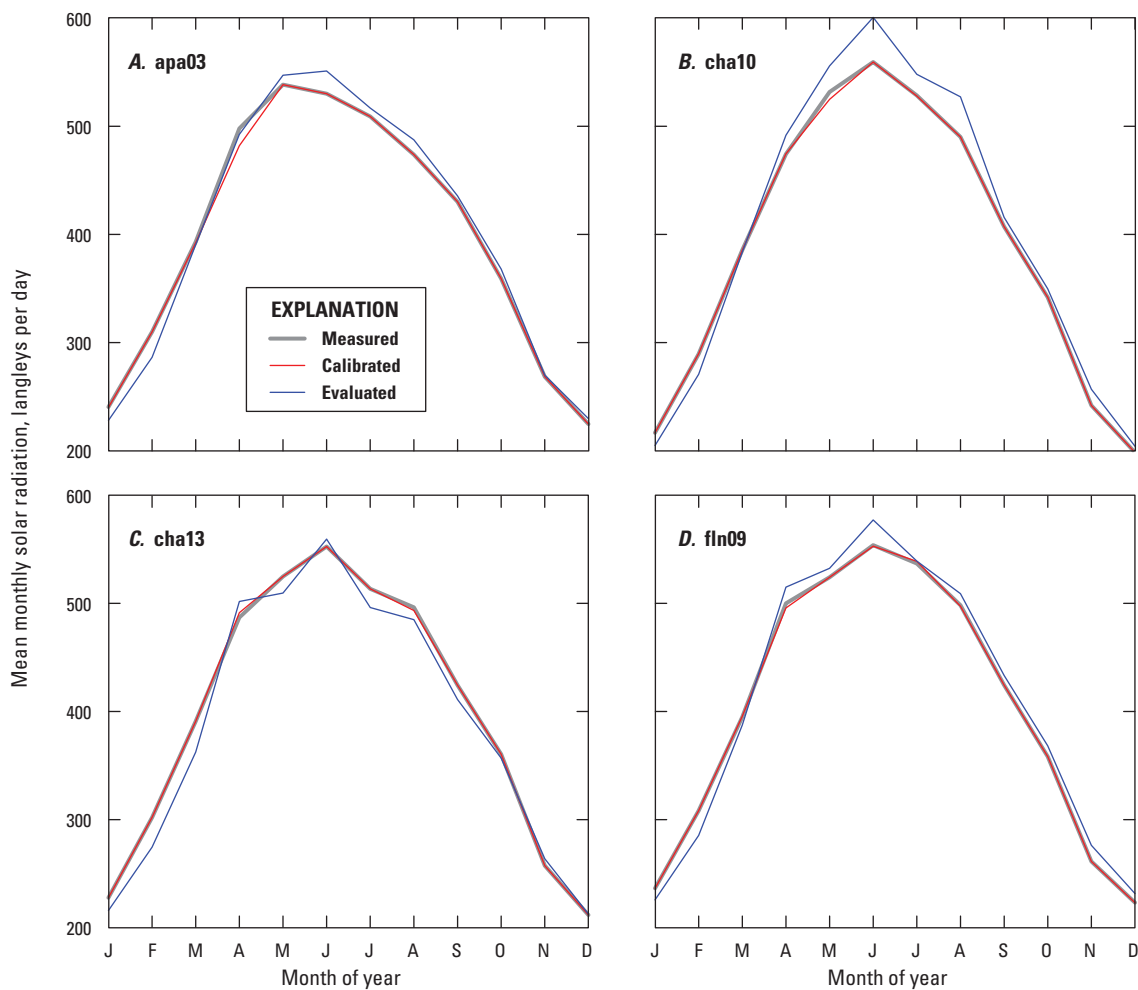 Mean monthly solar radiation, langleys per day
600
500
400
300
200
A. apa03
EXPLANATION
Measured
Calibrated
Evaluated
B. cha10
600
500
400
300
200
C. cha13
J F M A M J J A S O N D
Month of year
D. fln09
J F M A M J J A S O N D
Month of year